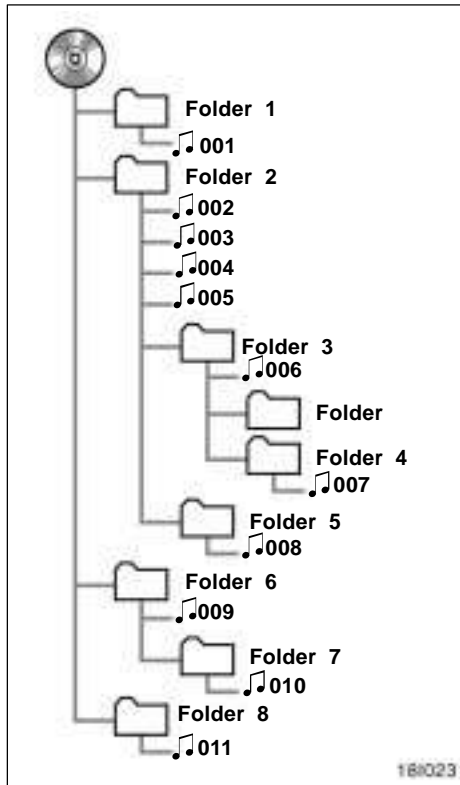 Folder 1
001
Folder 2
002
003
004
005
Folder 3
006
Folder
Folder 4
007
Folder 5
008
Folder 6
009
Folder 7
010
Folder 8
011
18I023